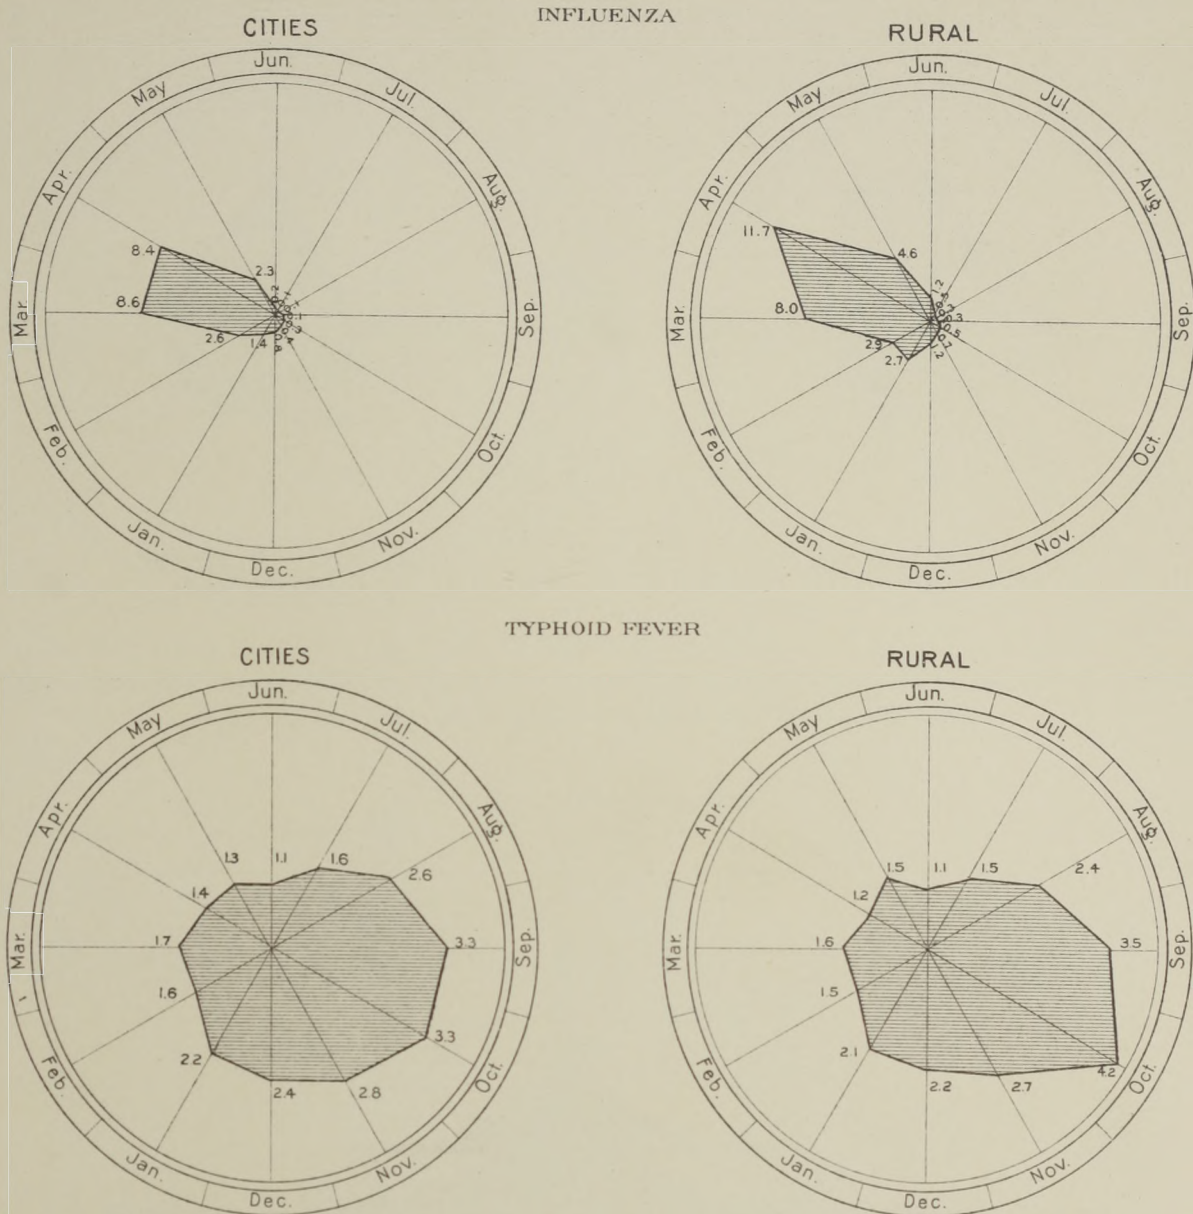 INFLUENZA
CITIES
Jun.
Jul.
Aug.
Sep.
Oct.
Nov.
Dec.
Jan.
Feb.
Mar.
Apr.
May
8.4
2.3
8.6
2.6
1.4
RURAL
Jun.
Jul.
Aug.
Sep.
Oct.
Nov.
Dec.
Jan.
Feb.
Mar.
Apr.
May
11.7
4.6
1.2
8.0
2.9
2.7
1.2
TYPHOID FEVER
CITIES
Jun.
Jul.
Aug.
Sep.
Oct.
Nov.
Dec.
Jan.
Feb.
Mar.
Apr.
May
1.1
1.6
2.6
3.3
3.3
2.8
2.4
2.2
1.6
1.7
1.4
1.3
RURAL
Jun.
Jul.
Aug.
Sep.
Oct.
Nov.
Dec.
Jan.
Feb.
Mar.
Apr.
May
1.1
1.5
2.4
3.5
4.2
2.7
2.2
2.1
1.5
1.6
1.2
1.5